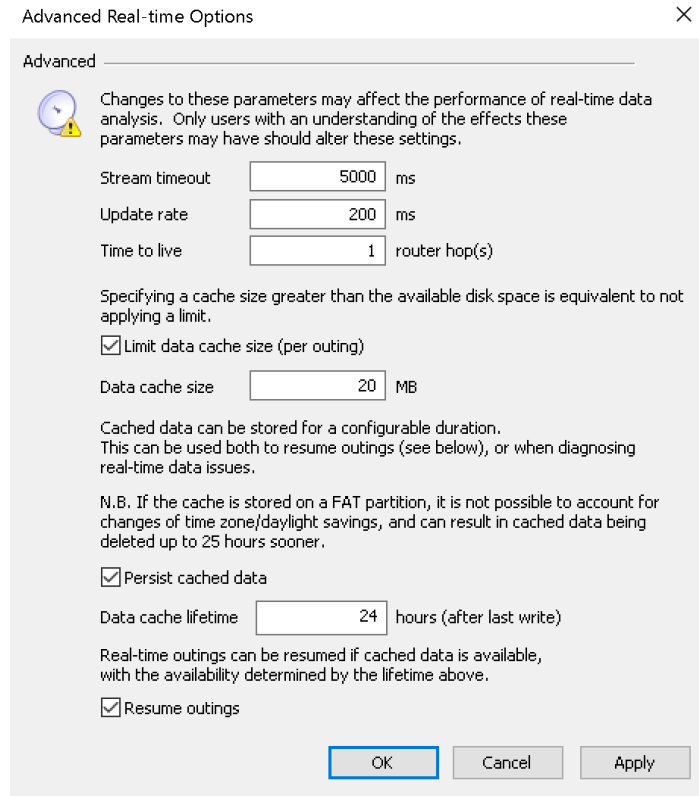 Advanced Real-time Options
Advanced
Changes to these parameters may affect the performance of real-time data
analysis.  Only users with an understanding of the effects these
parameters may have should alter these settings.
Stream timeout 5000 ms
Update rate 200 ms
Time to live 1 router hop(s)
Specifying a cache size greater than the available disk space is equivalent to not
applying a limit.
Limit data cache size (per outing)
Data cache size 20 MB
Cached data can be stored for a configurable duration.
This can be used both to resume outings (see below), or when diagnosing
real-time data issues.
N.B. If the cache is stored on a FAT partition, it is not possible to account for
changes of time zone/daylight savings, and can result in cached data being
deleted up to 25 hours sooner.
Persist cached data
Data cache lifetime 24 hours (after last write)
Real-time outings can be resumed if cached data is available,
with the availability determined by the lifetime above.
Resume outings
OK Cancel Apply